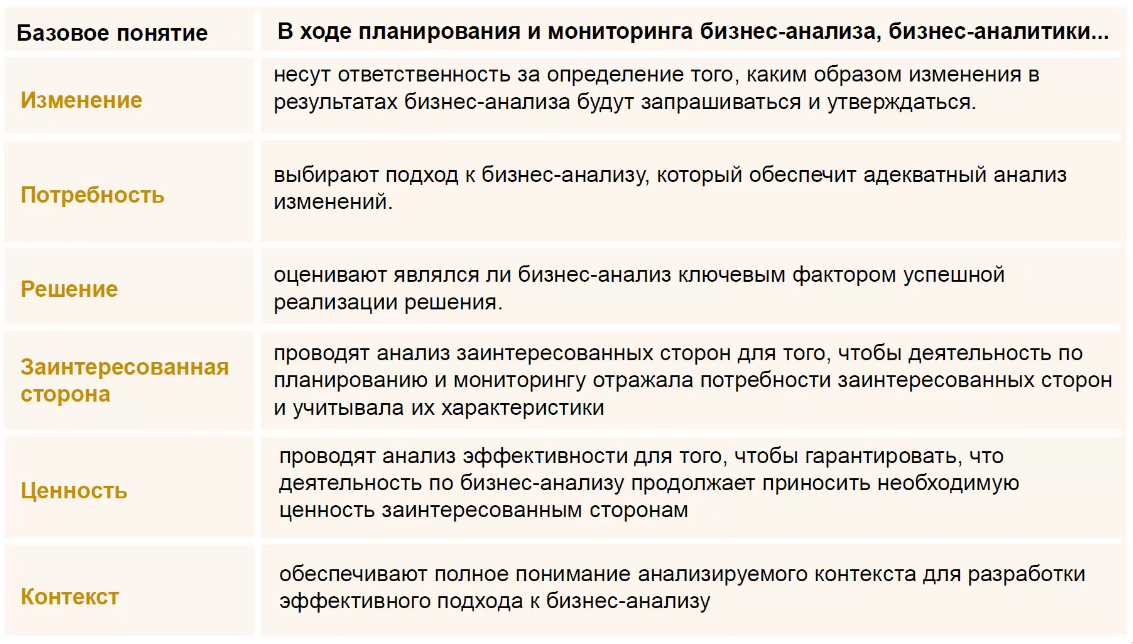 Базовое понятие
В ходе планирования и мониторинга бизнес-анализа, бизнес-аналитики...
Изменение
несут ответственность за определение того, каким образом изменения в
результатах бизнес-анализа будут запрашиваться и утверждаться.
Потребность
выбирают подход к бизнес-анализу, который обеспечит адекватный анализ
изменений.
Решение
оценивают являлся ли бизнес-анализ ключевым фактором успешной
реализации решения.
Заинтересованная
сторона
проводят анализ заинтересованных сторон для того, чтобы деятельность по
планированию и мониторингу отражала потребности заинтересованных сторон
и учитывала их характеристики
Ценность
проводят анализ эффективности для того, чтобы гарантировать, что
деятельность по бизнес-анализу продолжает приносить необходимую
ценность заинтересованным сторонам
Контекст
обеспечивают полное понимание анализируемого контекста для разработки
эффективного подхода к бизнес-анализу